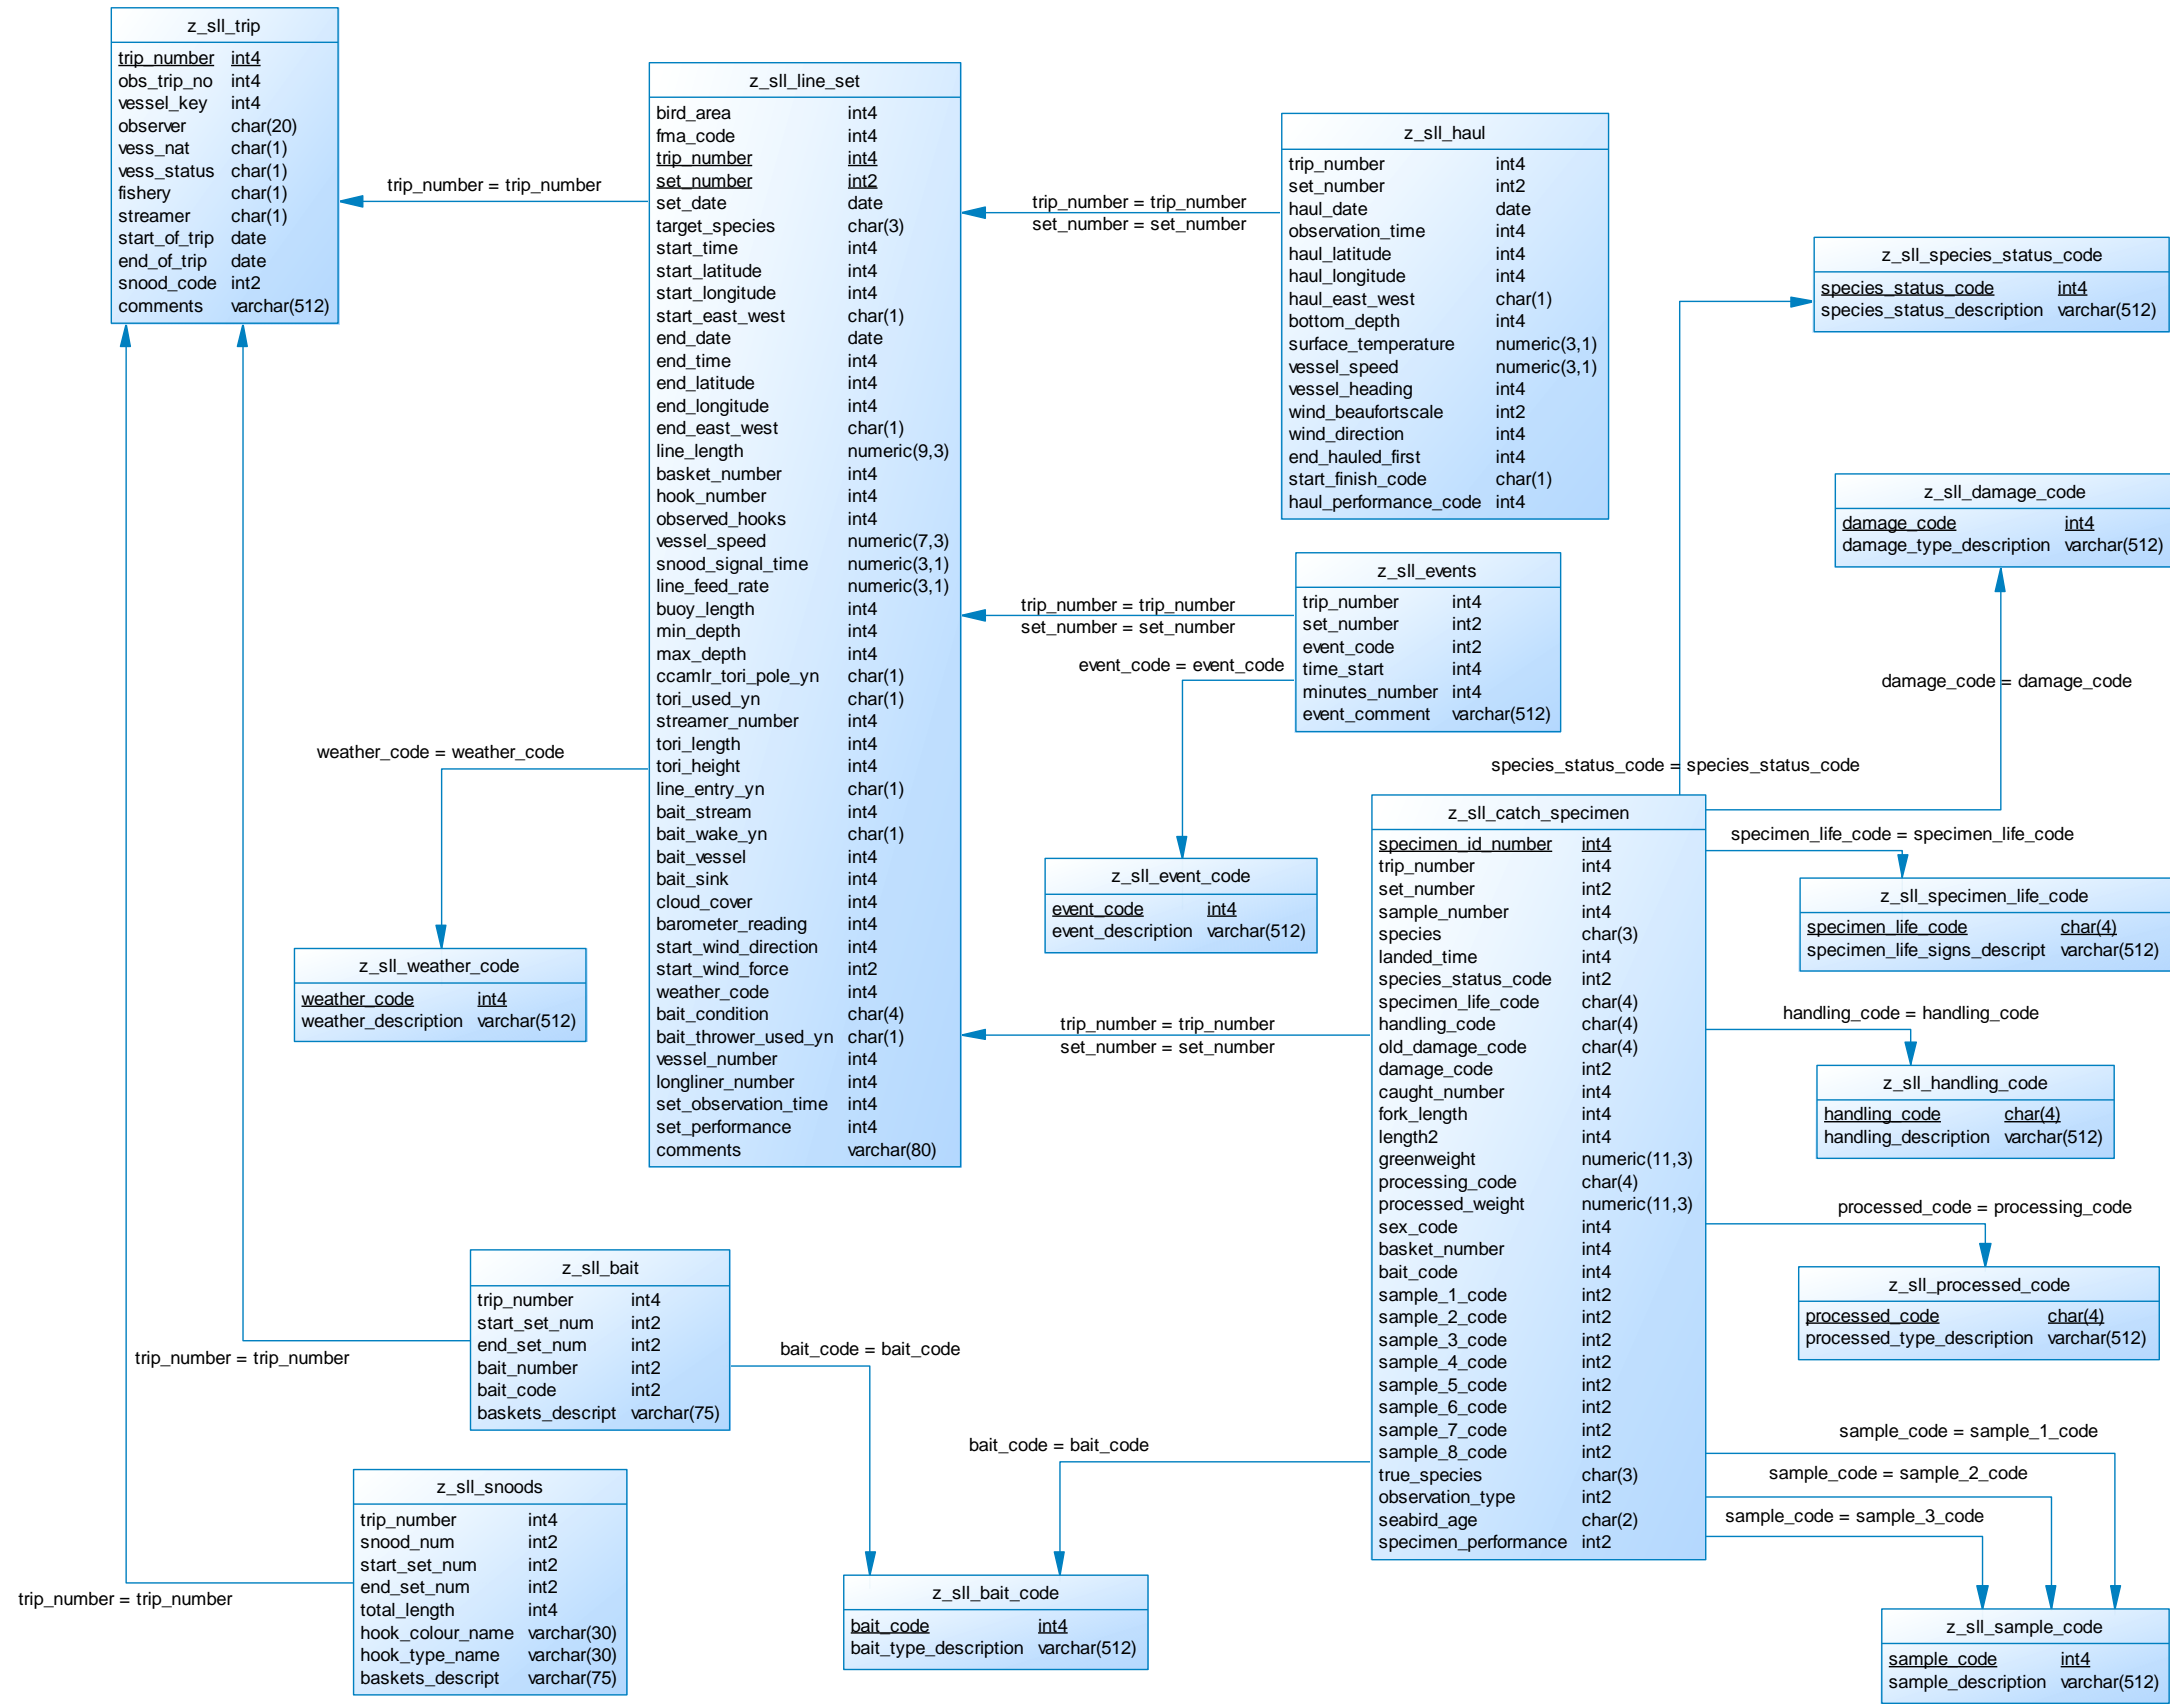 z_sll_trip
trip_number int4
obs_trip_no int4
vessel_key int4
observer char(20)
vess_nat char(1)
vess_status char(1)
fishery char(1)
streamer char(1)
start_of_trip date
end_of_trip date
snood_code int2
comments varchar(512)
trip_number = trip_number
z_sll_line_set
bird_area int4
fma_code int4
trip_number int4
set_number int2
set_date date
target_species char(3)
start_time int4
start_latitude int4
start_longitude int4
start_east_west char(1)
end_date date
end_time int4
end_latitude int4
end_longitude int4
end_east_west char(1)
line_length numeric(9,3)
basket_number int4
hook_number int4
observed_hooks int4
vessel_speed numeric(7,3)
snood_signal_time numeric(3,1)
line_feed_rate numeric(3,1)
buoy_length int4
min_depth int4
max_depth int4
ccamlr_tori_pole_yn char(1)
tori_used_yn char(1)
streamer_number int4
tori_length int4
tori_height int4
line_entry_yn char(1)
bait_stream int4
bait_wake_yn char(1)
bait_vessel int4
bait_sink int4
cloud_cover int4
barometer_reading int4
start_wind_direction int4
start_wind_force int2
weather_code int4
bait_condition char(4)
bait_thrower_used_yn char(1)
vessel_number int4
longliner_number int4
set_observation_time int4
set_performance int4
comments varchar(80)
trip_number = trip_number
set_number = set_number
z_sll_haul
trip_number int4
set_number int2
haul_date date
observation_time int4
haul_latitude int4
haul_longitude int4
haul_east_west char(1)
bottom_depth int4
surface_temperature numeric(3,1)
vessel_speed numeric(3,1)
vessel_heading int4
wind_beaufortscale int2
wind_direction int4
end_hauled_first int4
start_finish_code char(1)
haul_performance_code int4
z_sll_species_status_code
species_status_code int4
species_status_description varchar(512)
z_sll_damage_code
damage_code int4
damage_type_description varchar(512)
z_sll_events
trip_number int4
set_number int2
event_code int2
time_start int4
minutes_number int4
event_comment varchar(512)
trip_number = trip_number
set_number = set_number
event_code = event_code
damage_code = damage_code
weather_code = weather_code
species_status_code = species_status_code
z_sll_catch_specimen
specimen_id_number int4
trip_number int4
set_number int2
sample_number int4
species char(3)
landed_time int4
species_status_code int2
specimen_life_code char(4)
handling_code char(4)
old_damage_code char(4)
damage_code int2
caught_number int4
fork_length int4
length2 int4
greenweight numeric(11,3)
processing_code char(4)
processed_weight numeric(11,3)
sex_code int4
basket_number int4
bait_code int4
sample_1_code int2
sample_2_code int2
sample_3_code int2
sample_4_code int2
sample_5_code int2
sample_6_code int2
sample_7_code int2
sample_8_code int2
true_species char(3)
observation_type int2
seabird_age char(2)
specimen_performance int2
specimen_life_code = specimen_life_code
z_sll_specimen_life_code
specimen_life_code char(4)
specimen_life_signs_descript varchar(512)
z_sll_event_code
event_code int4
event_description varchar(512)
z_sll_weather_code
weather_code int4
weather_description varchar(512)
trip_number = trip_number
set_number = set_number
handling_code = handling_code
z_sll_handling_code
handling_code char(4)
handling_description varchar(512)
processed_code = processing_code
z_sll_processed_code
processed_code char(4)
processed_type_description varchar(512)
z_sll_bait
trip_number int4
start_set_num int2
end_set_num int2
bait_number int2
bait_code int2
baskets_descript varchar(75)
trip_number = trip_number
bait_code = bait_code
bait_code = bait_code
sample_code = sample_1_code
sample_code = sample_2_code
sample_code = sample_3_code
z_sll_snoods
trip_number int4
snood_num int2
start_set_num int2
end_set_num int2
total_length int4
hook_colour_name varchar(30)
hook_type_name varchar(30)
baskets_descript varchar(75)
trip_number = trip_number
z_sll_bait_code
bait_code int4
bait_type_description varchar(512)
z_sll_sample_code
sample_code int4
sample_description varchar(512)